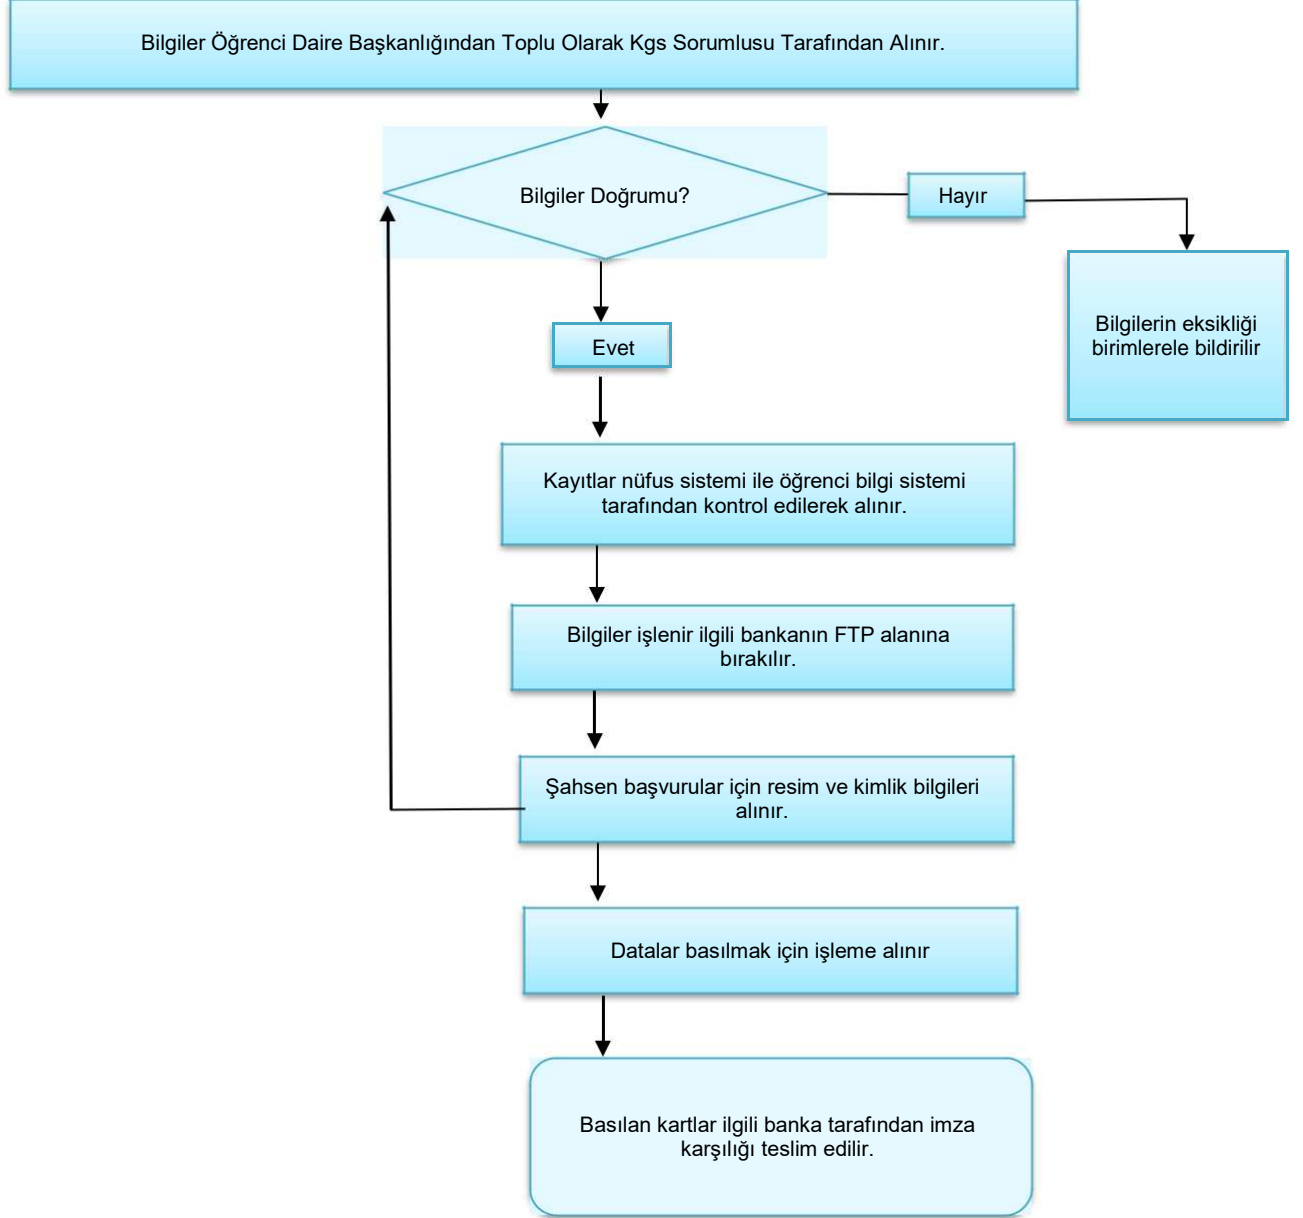 Bilgiler Öğrenci Daire Başkanlığından Toplu Olarak Kgs Sorumlusu Tarafından Alınır.
Bilgiler Doğrumu?
Hayır
Evet
Bilgilerin eksikliği
birimlerele bildirilir
Kayıtlar nüfus sistemi ile öğrenci bilgi sistemi
tarafından kontrol edilerek alınır.
Bilgiler işlenir ilgili bankanın FTP alanına
bırakılır.
Şahsen başvurular için resim ve kimlik bilgileri
alınır.
Datalar basılmak için işleme alınır
Basılan kartlar ilgili banka tarafından imza
karşılığı teslim edilir.